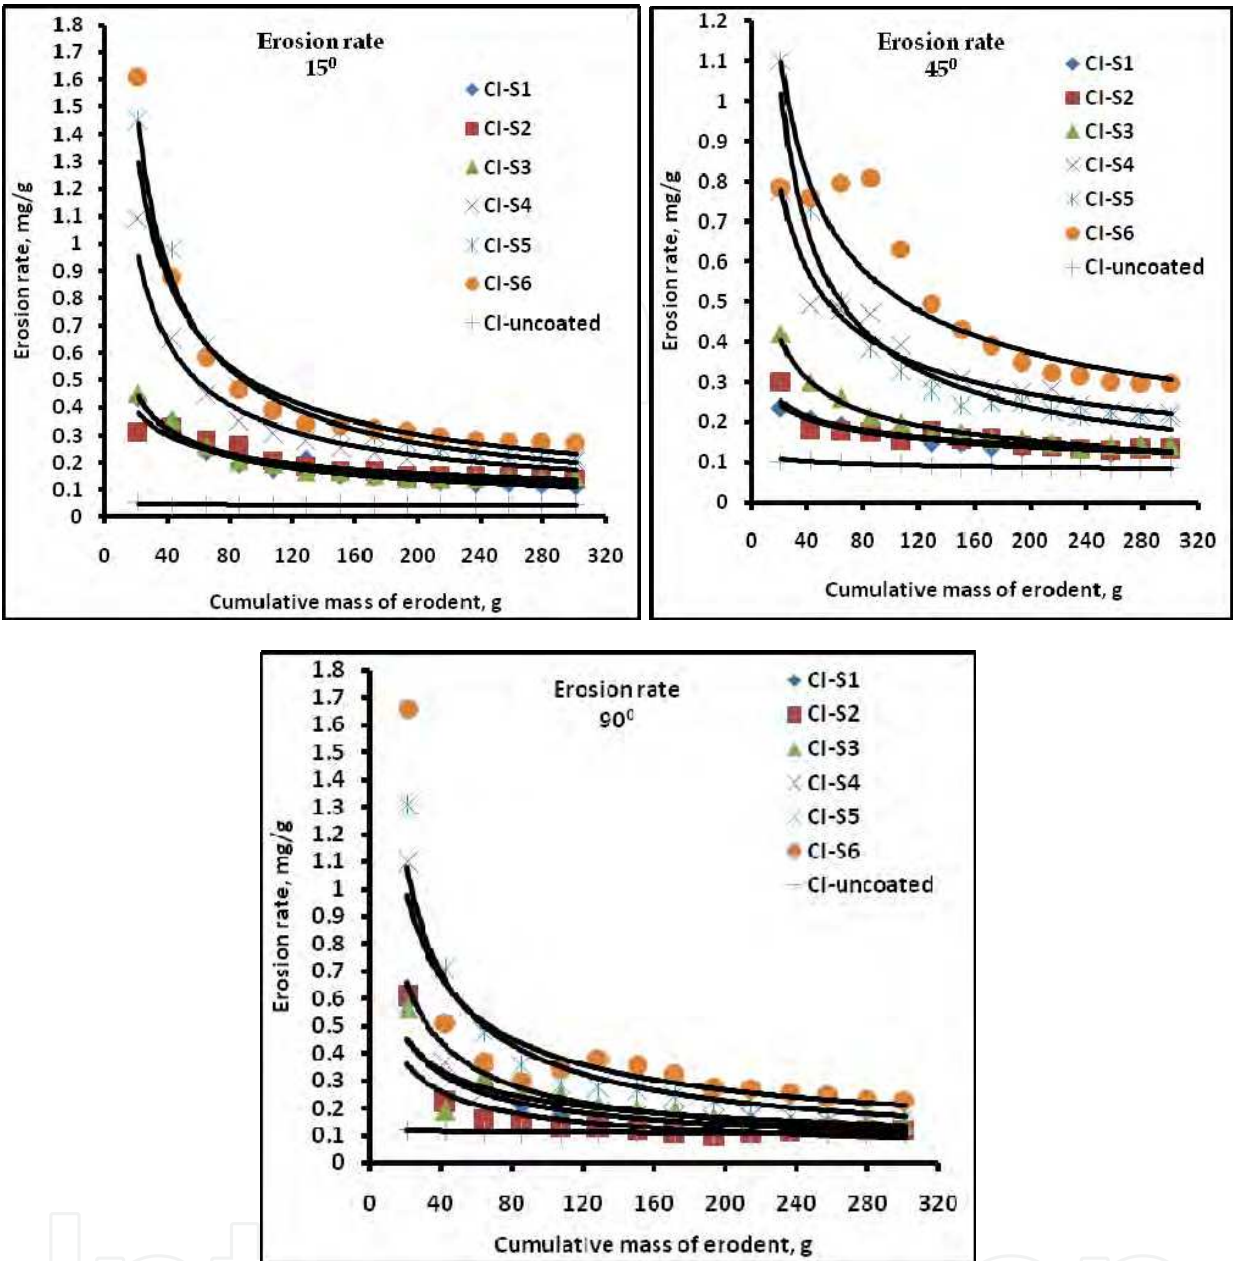 Erosion rate
15⁰
1.8
1.7
1.6
1.5
1.4
1.3
1.2
1.1
1
0.9
0.8
0.7
0.6
0.5
0.4
0.3
0.2
0.1
0
Erosion rate, mg/g
CI-S1
CI-S2
CI-S3
CI-S4
CI-S5
CI-S6
CI-uncoated
0 40 80 120 160 200 240 280 320
Cumulative mass of erodent, g
Erosion rate
45⁰
1.2
1.1
1
0.9
0.8
0.7
0.6
0.5
0.4
0.3
0.2
0.1
0
Erosion rate, mg/g
CI-S1
CI-S2
CI-S3
CI-S4
CI-S5
CI-S6
CI-uncoated
0 40 80 120 160 200 240 280 320
Cumulative mass of erodent, g
Erosion rate
90⁰
1.8
1.7
1.6
1.5
1.4
1.3
1.2
1.1
1
0.9
0.8
0.7
0.6
0.5
0.4
0.3
0.2
0.1
0
Erosion rate, mg/g
CI-S1
CI-S2
CI-S3
CI-S4
CI-S5
CI-S6
CI-uncoated
0 40 80 120 160 200 240 280 320
Cumulative mass of erodent, g